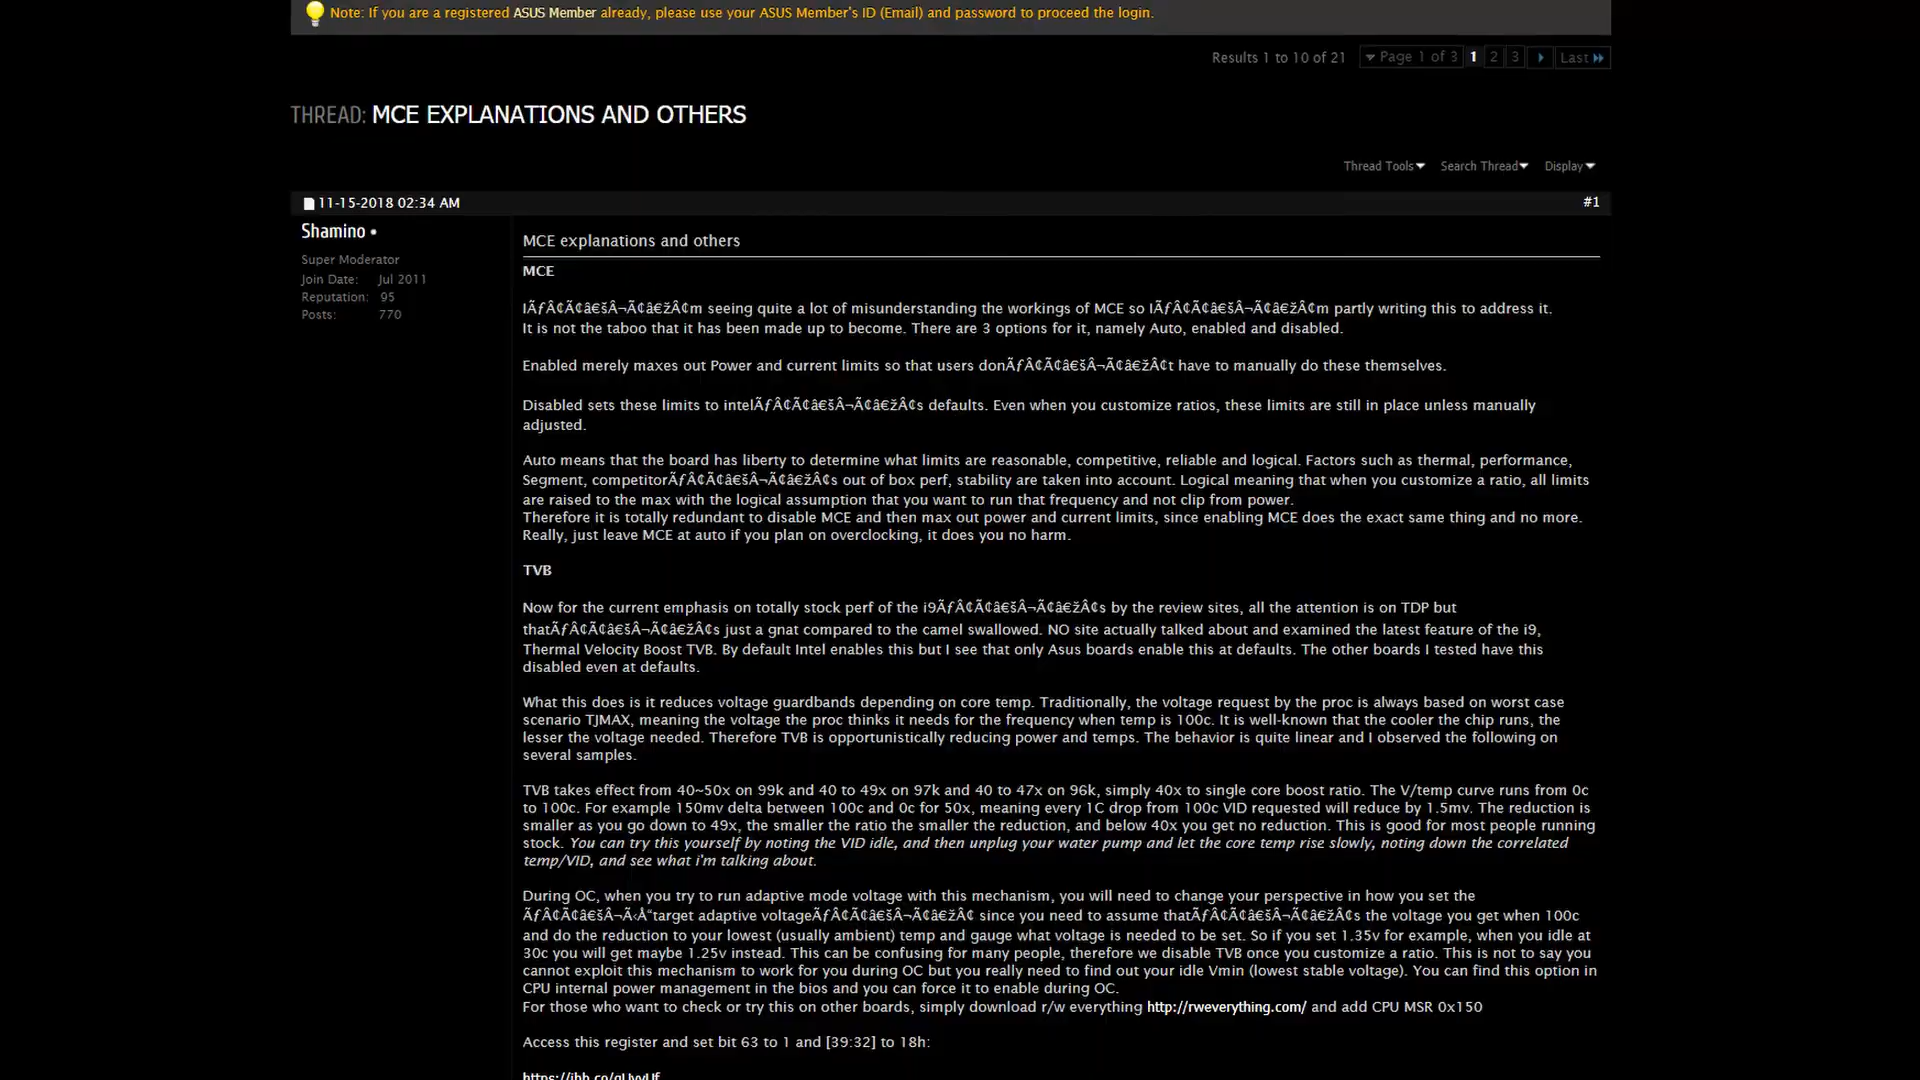 Note: If you are a registered ASUS Member already, please use your ASUS Member's ID (Email) and password to proceed the login.
Results 1 to 10 of 21 Page 1 of 3 1 2 3 Last
THREAD: MCE EXPLANATIONS AND OTHERS
Thread Tools Search Thread Display
11-15-2018 02:34 AM #1
Shamino
Super Moderator
Join Date: Jul 2011
Reputation: 95
Posts: 770
MCE explanations and others
MCE
IÃƒÂ¢Ã¢â€šÂ¬Ã¢â€žÂ¢m seeing quite a lot of misunderstanding the workings of MCE so IÃƒÂ¢Ã¢â€šÂ¬Ã¢â€žÂ¢m partly writing this to address it.
It is not the taboo that it has been made up to become. There are 3 options for it, namely Auto, enabled and disabled.
Enabled merely maxes out Power and current limits so that users donÃƒÂ¢Ã¢â€šÂ¬Ã¢â€žÂ¢t have to manually do these themselves.
Disabled sets these limits to intelÃƒÂ¢Ã¢â€šÂ¬Ã¢â€žÂ¢s defaults. Even when you customize ratios, these limits are still in place unless manually
adjusted.
Auto means that the board has liberty to determine what limits are reasonable, competitive, reliable and logical. Factors such as thermal, performance,
Segment, competitorÃƒÂ¢Ã¢â€šÂ¬Ã¢â€žÂ¢s out of box perf, stability are taken into account. Logical meaning that when you customize a ratio, all limits
are raised to the max with the logical assumption that you want to run that frequency and not clip from power.
Therefore it is totally redundant to disable MCE and then max out power and current limits, since enabling MCE does the exact same thing and no more.
Really, just leave MCE at auto if you plan on overclocking, it does you no harm.
TVB
Now for the current emphasis on totally stock perf of the i9ÃƒÂ¢Ã¢â€šÂ¬Ã¢â€žÂ¢s by the review sites, all the attention is on TDP but
thatÃƒÂ¢Ã¢â€šÂ¬Ã¢â€žÂ¢s just a gnat compared to the camel swallowed. NO site actually talked about and examined the latest feature of the i9,
Thermal Velocity Boost TVB. By default Intel enables this but I see that only Asus boards enable this at defaults. The other boards I tested have this
disabled even at defaults.
What this does is it reduces voltage guardbands depending on core temp. Traditionally, the voltage request by the proc is always based on worst case
scenario TJMAX, meaning the voltage the proc thinks it needs for the frequency when temp is 100c. It is well-known that the cooler the chip runs, the
lesser the voltage needed. Therefore TVB is opportunistically reducing power and temps. The behavior is quite linear and I observed the following on
several samples.
TVB takes effect from 40~50x on 99k and 40 to 49x on 97k and 40 to 47x on 96k, simply 40x to single core boost ratio. The V/temp curve runs from 0c
to 100c. For example 150mv delta between 100c and 0c for 50x, meaning every 1C drop from 100c VID requested will reduce by 1.5mv. The reduction is
smaller as you go down to 49x, the smaller the ratio the smaller the reduction, and below 40x you get no reduction. This is good for most people running
stock. You can try this yourself by noting the VID idle, and then unplug your water pump and let the core temp rise slowly, noting down the correlated
temp/VID, and see what i'm talking about.
During OC, when you try to run adaptive mode voltage with this mechanism, you will need to change your perspective in how you set the
ÃƒÂ¢Ã¢â€šÂ¬Ã‹Å“target adaptive voltageÃƒÂ¢Ã¢â€šÂ¬Ã¢â€žÂ¢ since you need to assume thatÃƒÂ¢Ã¢â€šÂ¬Ã¢â€žÂ¢s the voltage you get when 100c
and do the reduction to your lowest (usually ambient) temp and gauge what voltage is needed to be set. So if you set 1.35v for example, when you idle at
30c you will get maybe 1.25v instead. This can be confusing for many people, therefore we disable TVB once you customize a ratio. This is not to say you
cannot exploit this mechanism to work for you during OC but you really need to find out your idle Vmin (lowest stable voltage). You can find this option in
CPU internal power management in the bios and you can force it to enable during OC.
For those who want to check or try this on other boards, simply download r/w everything http://rweverything.com/ and add CPU MSR 0x150
Access this register and set bit 63 to 1 and [39:32] to 18h: